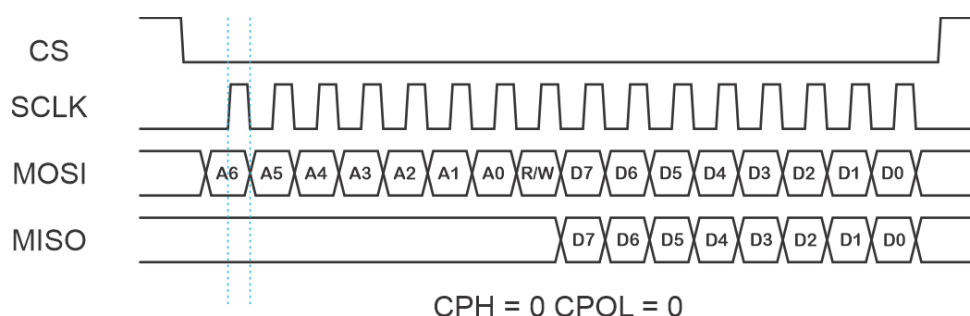 CS
SCLK
MOSI A6 A5 A4 A3 A2 A1 A0 R/W D7 D6 D5 D4 D3 D2 D1 D0
MISO D7 D6 D5 D4 D3 D2 D1 D0
CPH = 0 CPOL = 0